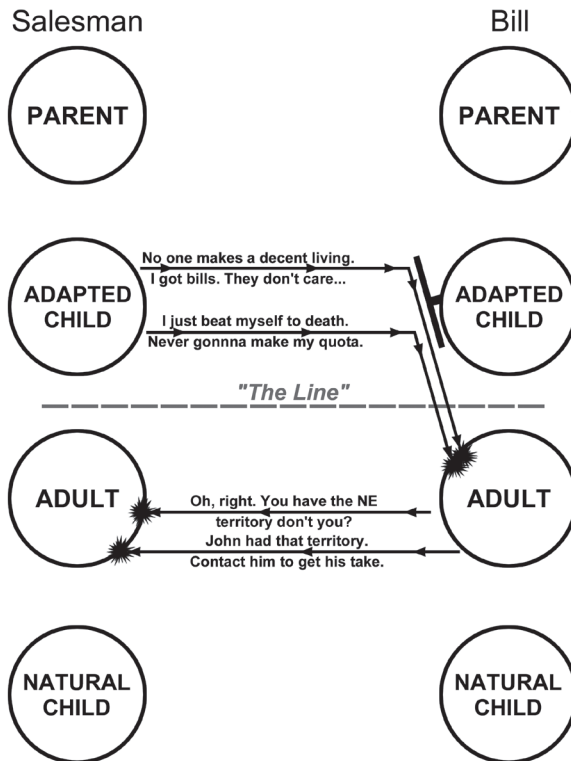 Salesman
Bill
PARENT
PARENT
No one makes a decent living.
I got bills. They don't care...
ADAPTED
CHILD
ADAPTED
CHILD
I just beat myself to death.
Never gonnna make my quota.
"The Line"
ADULT
ADULT
Oh, right. You have the NE
territory don't you?
John had that territory.
Contact him to get his take.
NATURAL
CHILD
NATURAL
CHILD